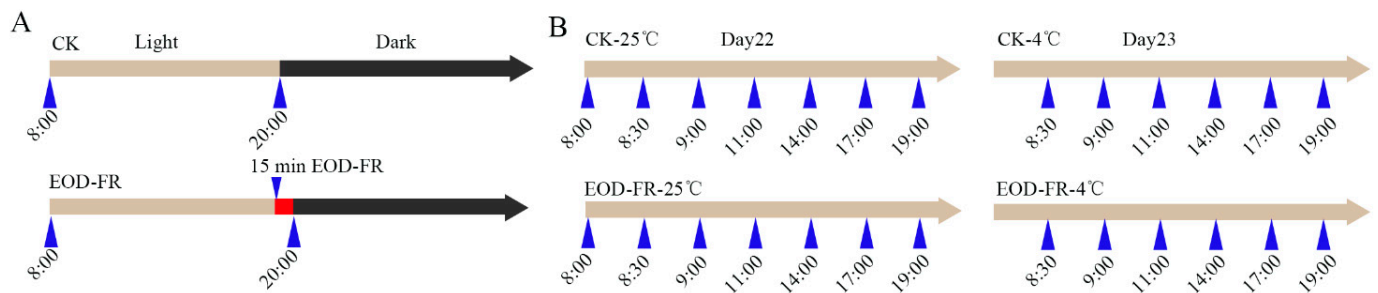 A
CK Light Dark
8:00 20:00
15 min EOD-FR
EOD-FR
8:00 20:00
B
CK-25℃ Day22
8:00 8:30 9:00 11:00 14:00 17:00 19:00
EOD-FR-25℃
8:00 8:30 9:00 11:00 14:00 17:00 19:00
CK-4℃ Day23
8:30 9:00 11:00 14:00 17:00 19:00
EOD-FR-4℃
8:30 9:00 11:00 14:00 17:00 19:00